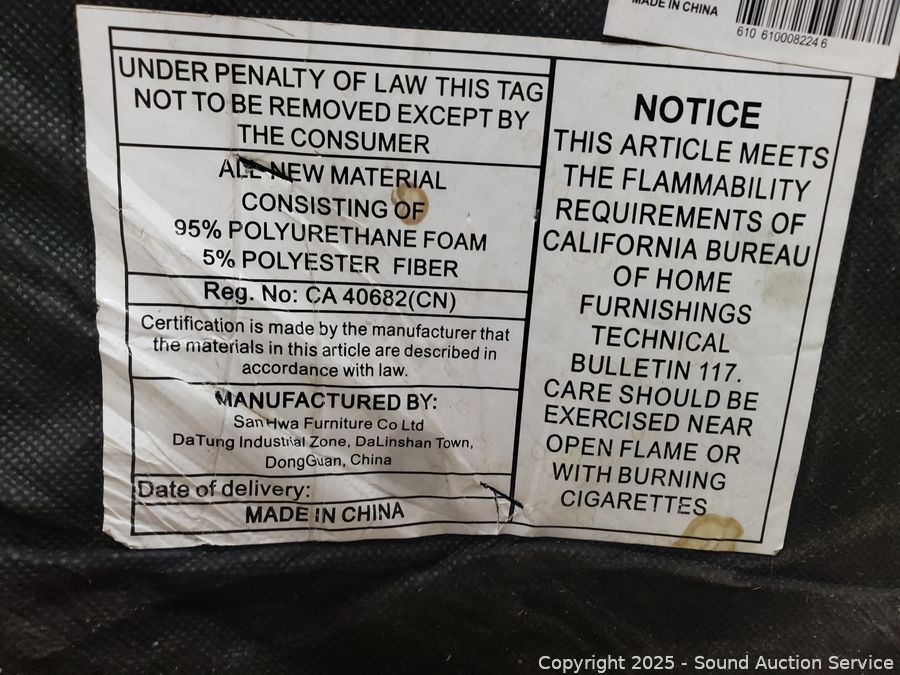 MADE IN CHINA
610 610008224 6
UNDER PENALTY OF LAW THIS TAG
NOT TO BE REMOVED EXCEPT BY
THE CONSUMER
ALL NEW MATERIAL
CONSISTING OF
95% POLYURETHANE FOAM
5% POLYESTER FIBER
Reg. No: CA 40682(CN)
Certification is made by the manufacturer that
the materials in this article are described in
accordance with law.
MANUFACTURED BY:
SanHwa Furniture Co Ltd
DaTung Industrial Zone, DaLinshan Town,
DongGuan, China
Date of delivery:
MADE IN CHINA
NOTICE
THIS ARTICLE MEETS
THE FLAMMABILITY
REQUIREMENTS OF
CALIFORNIA BUREAU
OF HOME
FURNISHINGS
TECHNICAL
BULLETIN 117.
CARE SHOULD BE
EXERCISED NEAR
OPEN FLAME OR
WITH BURNING
CIGARETTES
Copyright 2025 - Sound Auction Service